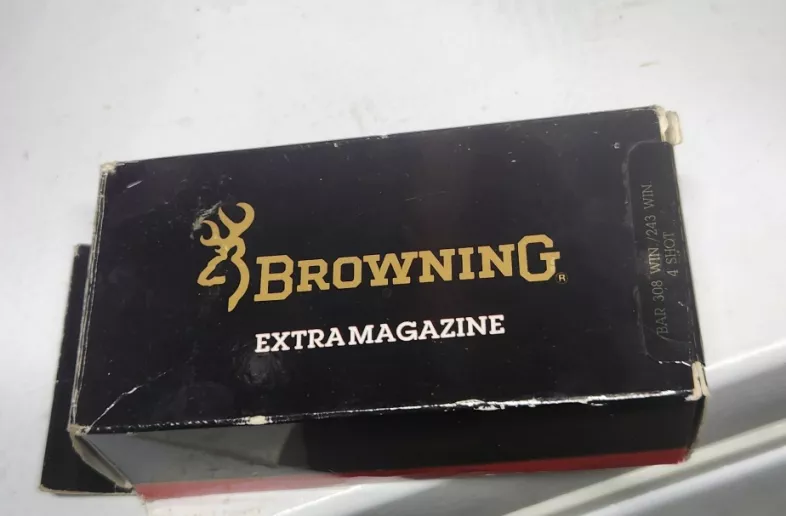 BROWNING®
EXTRA MAGAZINE
BAR 308 WIN / 243 WIN
4 SHOT